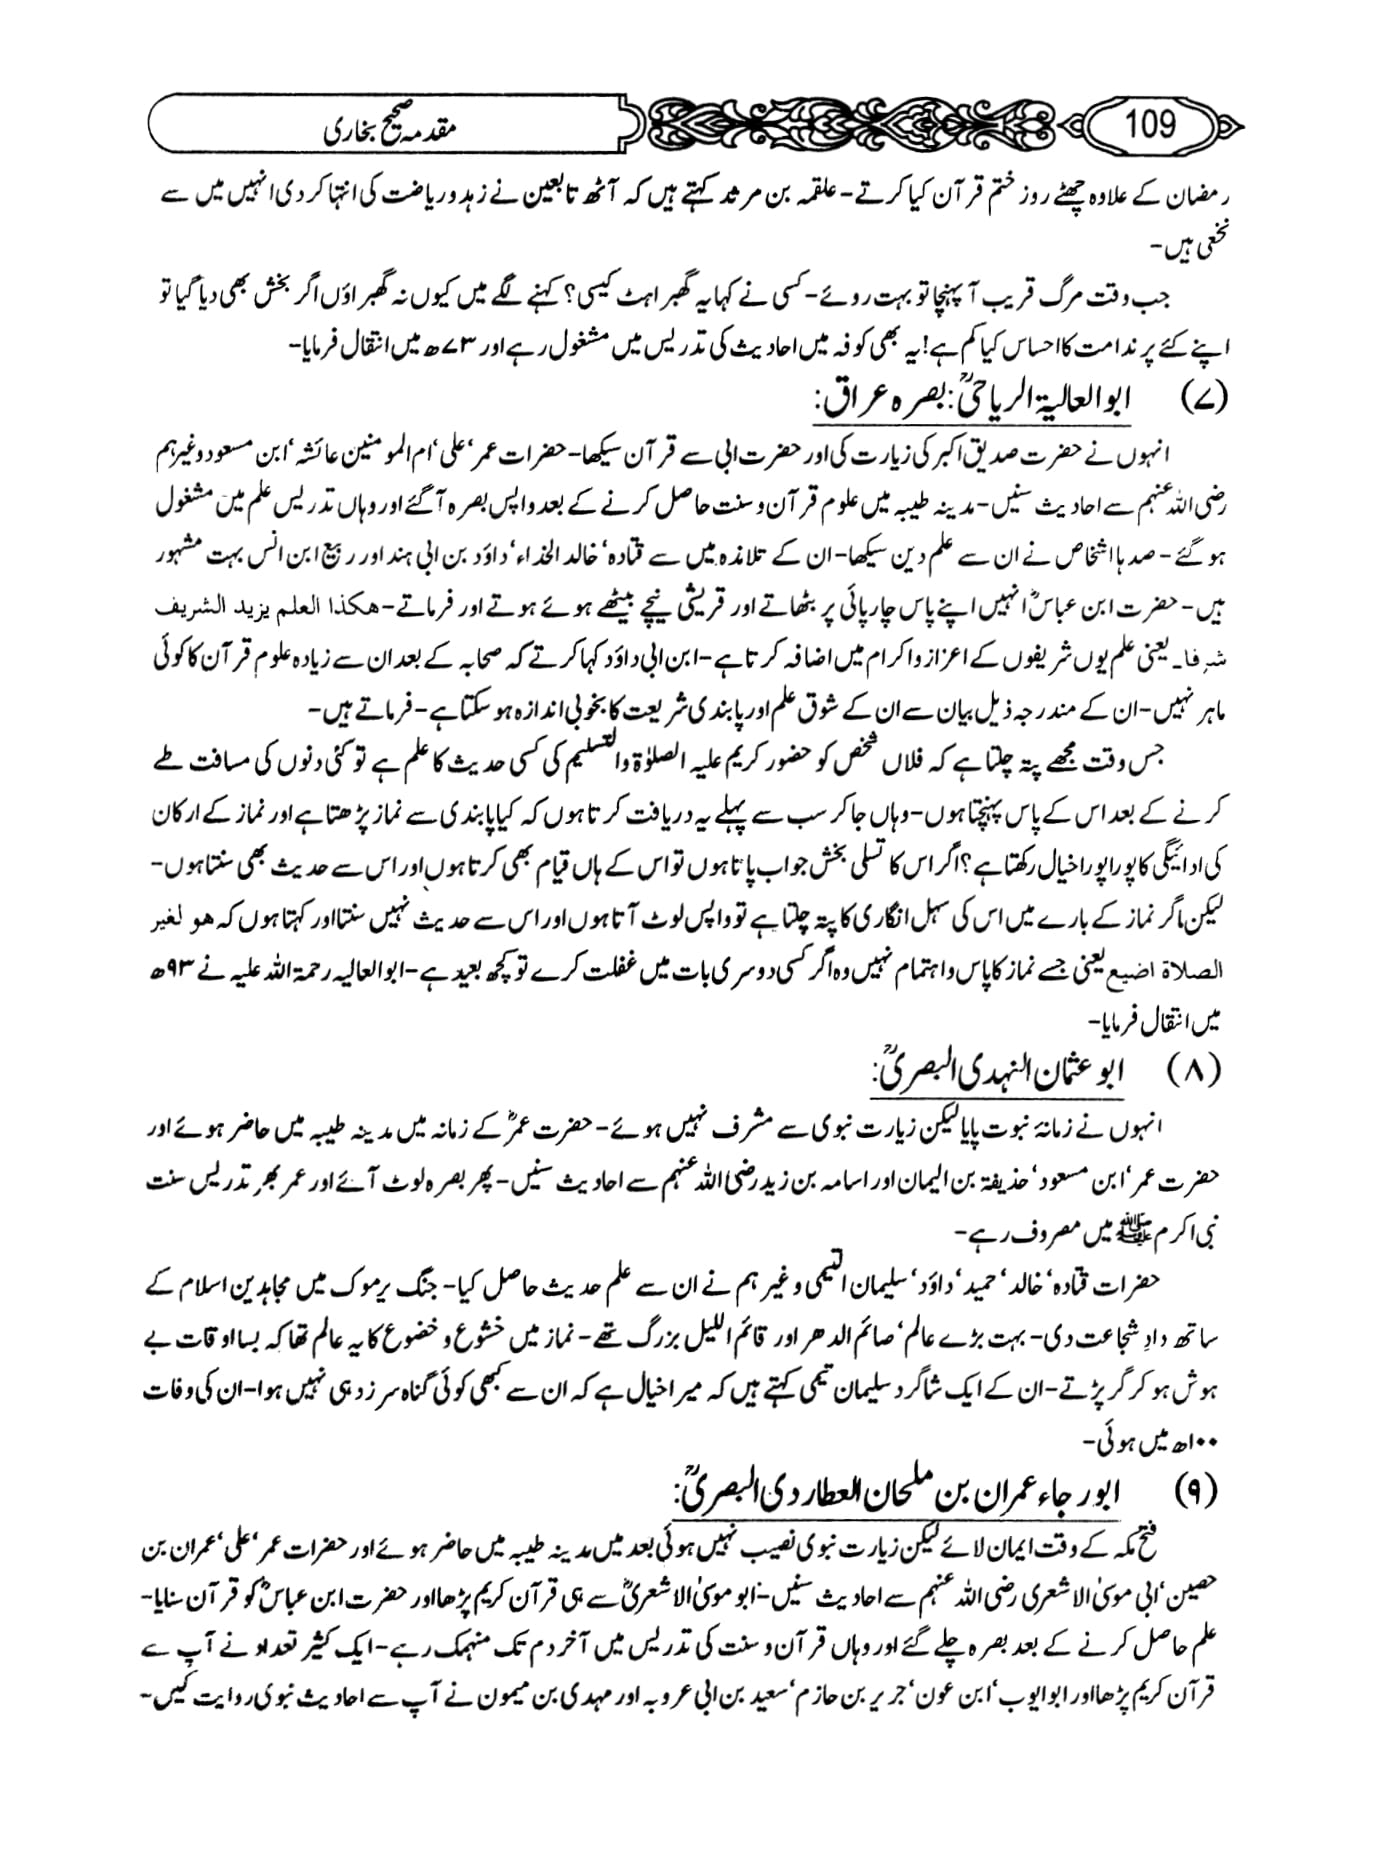 مقدمہ صحیح بخاری
109
رمضان کے علاوہ چھٹے روز ختم قرآن کیا کرتے-علقمہ بن مرثد کہتے ہیں کہ آٹھ تابعین نے زہد و ریاضت کی انتہا کر دی انہیں میں سے
نخعی ہیں-
جب وقت مرگ قریب آ پہنچا تو بہت روئے-کسی نے کہا یہ گھبراہٹ کیسی؟ کہنے لگے میں کیوں نہ گھبراؤں اگر بخش بھی دیا گیا تو
اپنے کئے پر ندامت کا احساس کیا کم ہے! یہ بھی کوفہ میں احادیث کی تدریس میں مشغول رہے اور ۷۳ھ میں انتقال فرمایا-
(۷) ابو العالیۃ الریاحیؒ: بصرہ عراق:
انہوں نے حضرت صدیق اکبر کی زیارت کی اور حضرت ابی سے قرآن سیکھا-حضرات عمر‘ علی‘ ام المومنین عائشہ‘ ابن مسعود وغیرہم
رضی اللہ عنہم سے احادیث سنیں-مدینہ طیبہ میں علوم قرآن و سنت حاصل کرنے کے بعد واپس بصرہ آ گئے اور وہاں تدریس علم میں مشغول
ہو گئے-صدہا اشخاص نے ان سے علم دین سیکھا-ان کے تلامذہ میں سے قتادہ‘ خالد الخذاء‘ داؤد بن ابی ہند اور ربیع ابن انس بہت مشہور
ہیں-حضرت ابن عباسؓ انہیں اپنے پاس چارپائی پر بٹھاتے اور قریشی نیچے بیٹھے ہوئے ہوتے اور فرماتے-هكذا العلم يزيد الشريف
شرفا۔ یعنی علم یوں شریفوں کے اعزاز و اکرام میں اضافہ کرتا ہے-ابن ابی داؤد کہا کرتے کہ صحابہ کے بعد ان سے زیادہ علوم قرآن کا کوئی
ماہر نہیں-ان کے مندرجہ ذیل بیان سے ان کے شوق علم اور پابندی شریعت کا بخوبی اندازہ ہو سکتا ہے-فرماتے ہیں-
جس وقت مجھے پتہ چلتا ہے کہ فلاں شخص کو حضور کریم علیہ الصلوٰۃ والتسلیم کی کسی حدیث کا علم ہے تو کئی دنوں کی مسافت طے
کرنے کے بعد اس کے پاس پہنچتا ہوں-وہاں جا کر سب سے پہلے یہ دریافت کرتا ہوں کہ کیا پابندی سے نماز پڑھتا ہے اور نماز کے ارکان
کی ادائیگی کا پورا پورا خیال رکھتا ہے؟ اگر اس کا تسلی بخش جواب پاتا ہوں تو اس کے ہاں قیام بھی کرتا ہوں اور اس سے حدیث بھی سنتا ہوں-
لیکن اگر نماز کے بارے میں اس کی سہل انگاری کا پتہ چلتا ہے تو واپس لوٹ آتا ہوں اور اس سے حدیث نہیں سنتا اور کہتا ہوں کہ هو لغير
الصلاة اضيع یعنی جسے نماز کا پاس و اہتمام نہیں وہ اگر کسی دوسری بات میں غفلت کرے تو کچھ بعید ہے-ابو العالیہ رحمۃ اللہ علیہ نے ۹۳ھ
میں انتقال فرمایا-
(۸) ابو عثمان النہدی البصریؒ:
انہوں نے زمانۂ نبوت پایا لیکن زیارت نبوی سے مشرف نہیں ہوئے-حضرت عمرؓ کے زمانہ میں مدینہ طیبہ میں حاضر ہوئے اور
حضرت عمر‘ ابن مسعود‘ حذیفۃ بن الیمان اور اسامہ بن زید رضی اللہ عنہم سے احادیث سنیں-پھر بصرہ لوٹ آئے اور عمر بھر تدریس سنت
نبی اکرم ﷺ میں مصروف رہے-
حضرات قتادہ‘ خالد‘ حمید‘ داؤد‘ سلیمان التیمی وغیرہم نے ان سے علم حدیث حاصل کیا-جنگ یرموک میں مجاہدین اسلام کے
ساتھ دادِ شجاعت دی-بہت بڑے عالم‘ صائم الدھر اور قائم اللیل بزرگ تھے-نماز میں خشوع و خضوع کا یہ عالم تھا کہ بسا اوقات بے
ہوش ہو کر گر پڑتے-ان کے ایک شاگرد سلیمان تیمی کہتے ہیں کہ میرا خیال ہے کہ ان سے کبھی کوئی گناہ سرزد ہی نہیں ہوا-ان کی وفات
۱۰۰ھ میں ہوئی-
(۹) ابو رجاء عمران بن ملحان العطاردی البصریؒ:
فتح مکہ کے وقت ایمان لائے لیکن زیارت نبوی نصیب نہیں ہوئی بعد میں مدینہ طیبہ میں حاضر ہوئے اور حضرات عمر‘ علی‘ عمران بن
حصین‘ ابی موسیٰ الاشعری رضی اللہ عنہم سے احادیث سنیں-ابو موسیٰ الاشعریؓ سے ہی قرآن کریم پڑھا اور حضرت ابن عباسؓ کو قرآن سنایا-
علم حاصل کرنے کے بعد بصرہ چلے گئے اور وہاں قرآن و سنت کی تدریس میں آخر دم تک منہمک رہے-ایک کثیر تعداد نے آپ سے
قرآن کریم پڑھا اور ابو ایوب‘ ابن عون‘ جریر بن حازم‘ سعید بن ابی عروبہ اور مہدی بن میمون نے آپ سے احادیث نبوی روایت کیں-